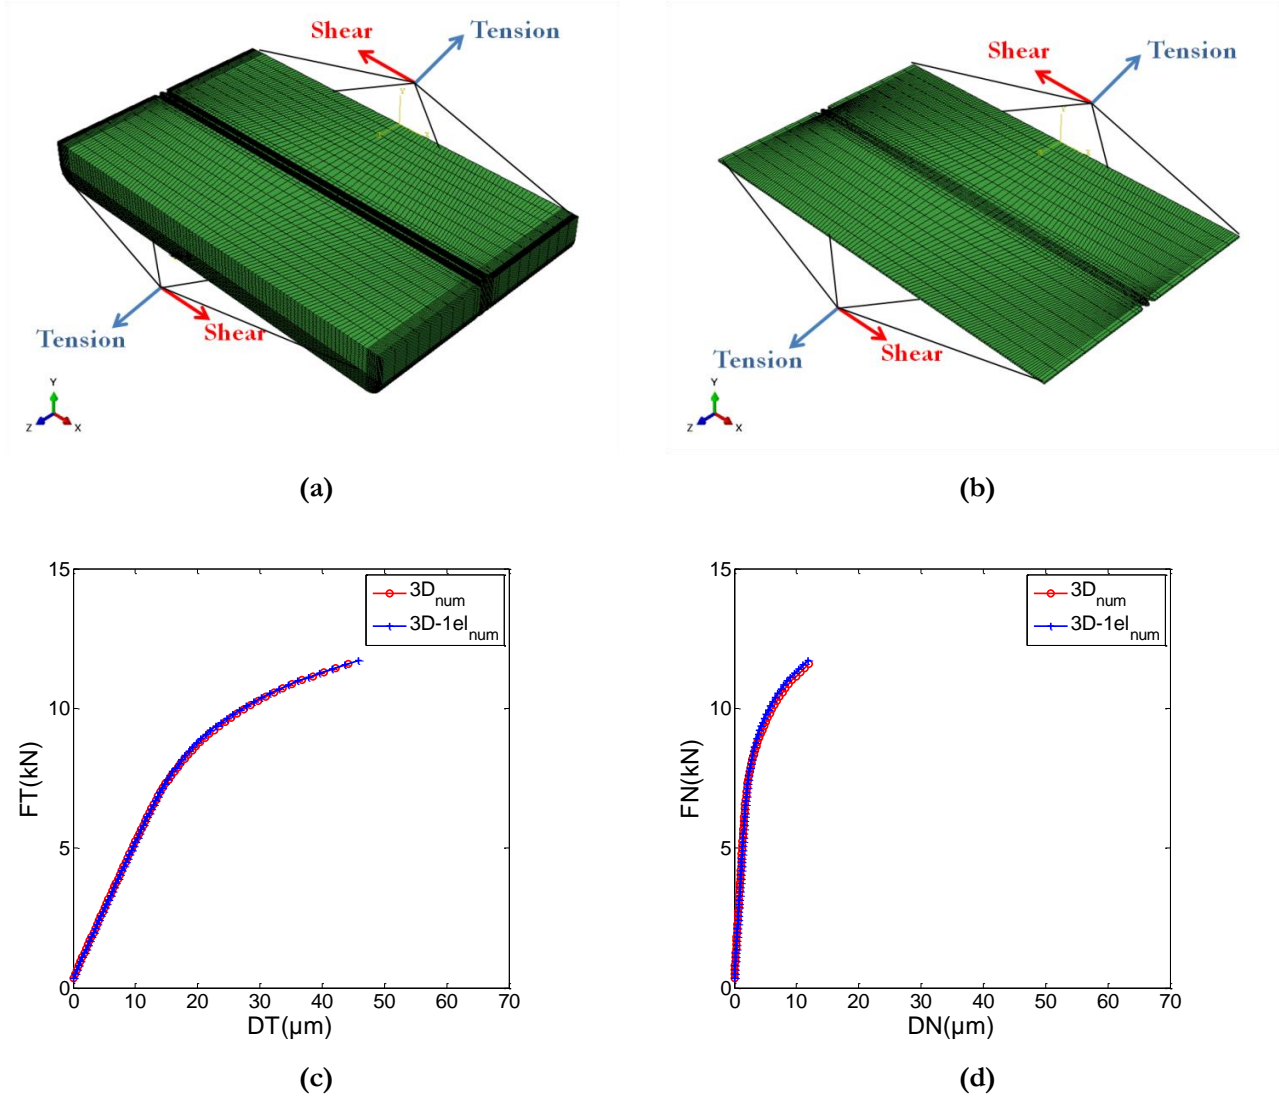 Shear
Tension
Tension
Shear
Y
Z
X
(a)
Shear
Tension
Tension
Shear
Y
Z
X
(b)
15
10
5
0
FT(kN)
3Dnum
3D-1elnum
0 10 20 30 40 50 60 70
DT(μm)
(c)
15
10
5
0
FN(kN)
3Dnum
3D-1elnum
0 10 20 30 40 50 60 70
DN(μm)
(d)